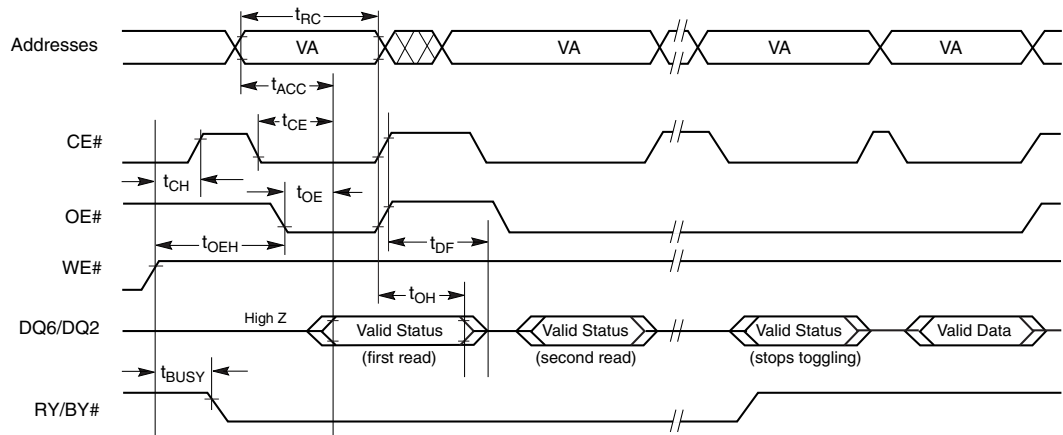 tRC
Addresses VA VA VA VA
tACC
tCE
CE#
tCH tOE
OE#
tOEH tDF
WE#
tOH
High Z
DQ6/DQ2 Valid Status Valid Status Valid Status Valid Data
(first read) (second read) (stops toggling)
tBUSY
RY/BY#